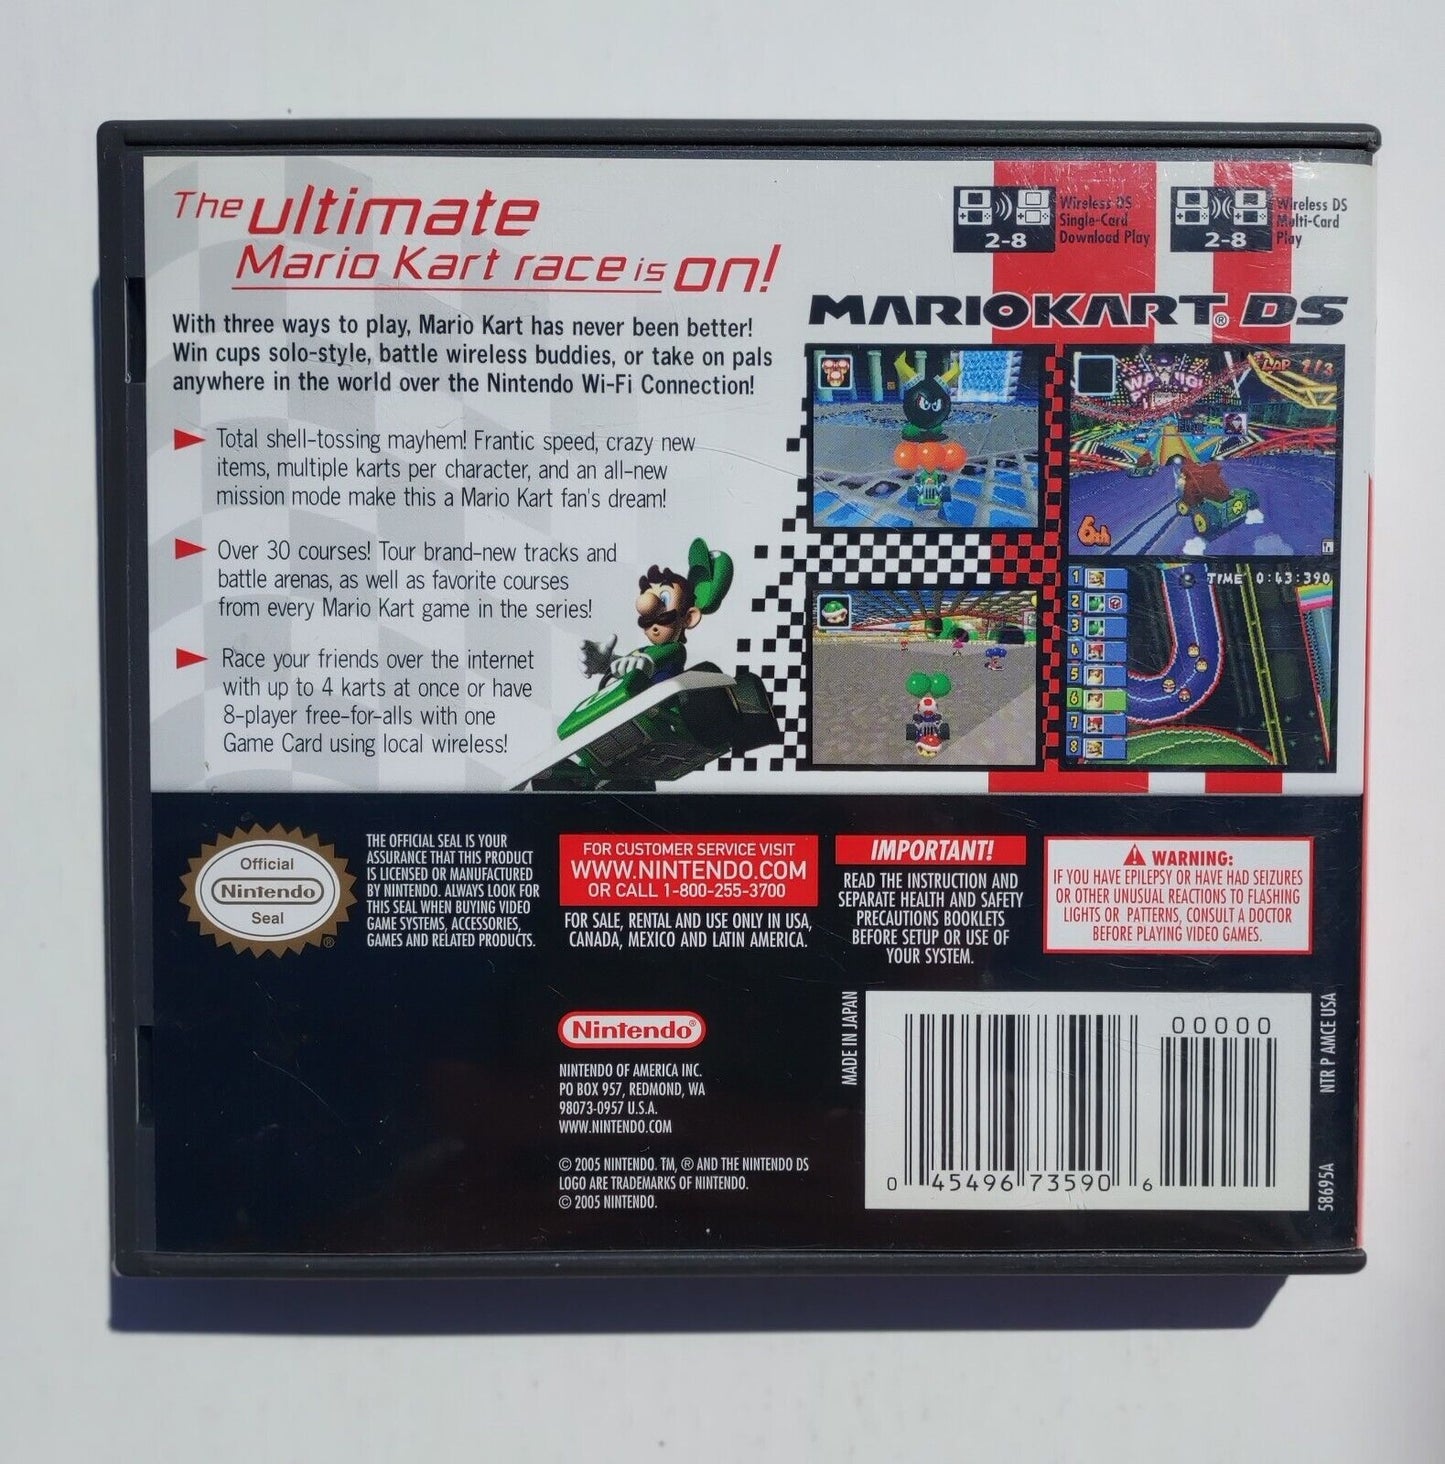 The ultimate
Mario Kart race is on!
With three ways to play, Mario Kart has never been better!
Win cups solo-style, battle wireless buddies, or take on pals
anywhere in the world over the Nintendo Wi-Fi Connection!
Total shell-tossing mayhem! Frantic speed, crazy new
items, multiple karts per character, and an all-new
mission mode make this a Mario Kart fan's dream!
Over 30 courses! Tour brand-new tracks and
battle arenas, as well as favorite courses
from every Mario Kart game in the series!
Race your friends over the internet
with up to 4 karts at once or have
8-player free-for-alls with one
Game Card using local wireless!
2-8
Wireless DS
Single-Card
Download Play
2-8
Wireless DS
Multi-Card
Play
MARIOKART® DS
LAP 1/3
6th
TIME 0:43:390
1
2
3
4
5
6
7
8
Official
Nintendo
Seal
®
THE OFFICIAL SEAL IS YOUR
ASSURANCE THAT THIS PRODUCT
IS LICENSED OR MANUFACTURED
BY NINTENDO. ALWAYS LOOK FOR
THIS SEAL WHEN BUYING VIDEO
GAME SYSTEMS, ACCESSORIES,
GAMES AND RELATED PRODUCTS.
FOR CUSTOMER SERVICE VISIT
WWW.NINTENDO.COM
OR CALL 1-800-255-3700
FOR SALE, RENTAL AND USE ONLY IN USA,
CANADA, MEXICO AND LATIN AMERICA.
IMPORTANT!
READ THE INSTRUCTION AND
SEPARATE HEALTH AND SAFETY
PRECAUTIONS BOOKLETS
BEFORE SETUP OR USE OF
YOUR SYSTEM.
WARNING:
IF YOU HAVE EPILEPSY OR HAVE HAD SEIZURES
OR OTHER UNUSUAL REACTIONS TO FLASHING
LIGHTS OR PATTERNS, CONSULT A DOCTOR
BEFORE PLAYING VIDEO GAMES.
Nintendo®
NINTENDO OF AMERICA INC.
PO BOX 957, REDMOND, WA
98073-0957 U.S.A.
WWW.NINTENDO.COM
© 2005 NINTENDO. TM, ® AND THE NINTENDO DS
LOGO ARE TRADEMARKS OF NINTENDO.
© 2005 NINTENDO.
MADE IN JAPAN
00000
0 45496 73590 6
NTR P AMCE USA
58695A